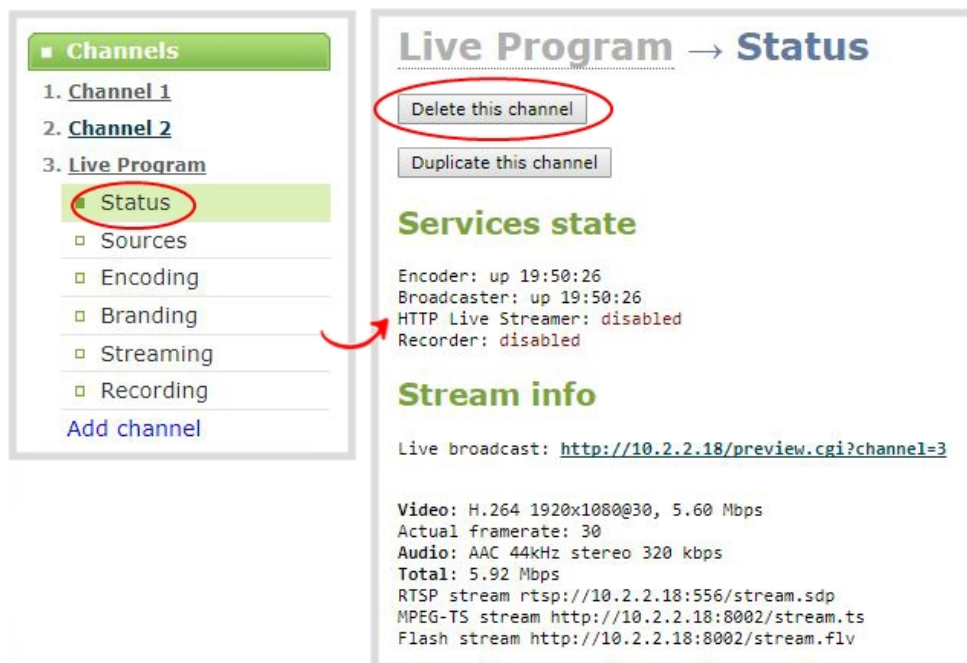 Channels
1. Channel 1
2. Channel 2
3. Live Program
Status
Sources
Encoding
Branding
Streaming
Recording
Add channel
Live Program → Status
Delete this channel
Duplicate this channel
Services state
Encoder: up 19:50:26
Broadcaster: up 19:50:26
HTTP Live Streamer: disabled
Recorder: disabled
Stream info
Live broadcast: http://10.2.2.18/preview.cgi?channel=3
Video: H.264 1920x1080@30, 5.60 Mbps
Actual framerate: 30
Audio: AAC 44kHz stereo 320 kbps
Total: 5.92 Mbps
RTSP stream rtsp://10.2.2.18:556/stream.sdp
MPEG-TS stream http://10.2.2.18:8002/stream.ts
Flash stream http://10.2.2.18:8002/stream.flv